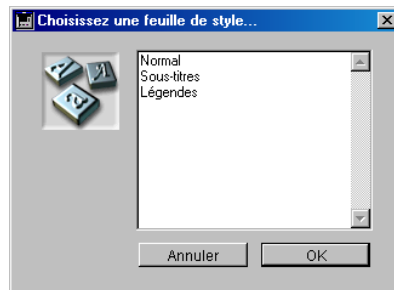 Choisissez une feuille de style...
Normal
Sous-titres
Légendes
Annuler
OK